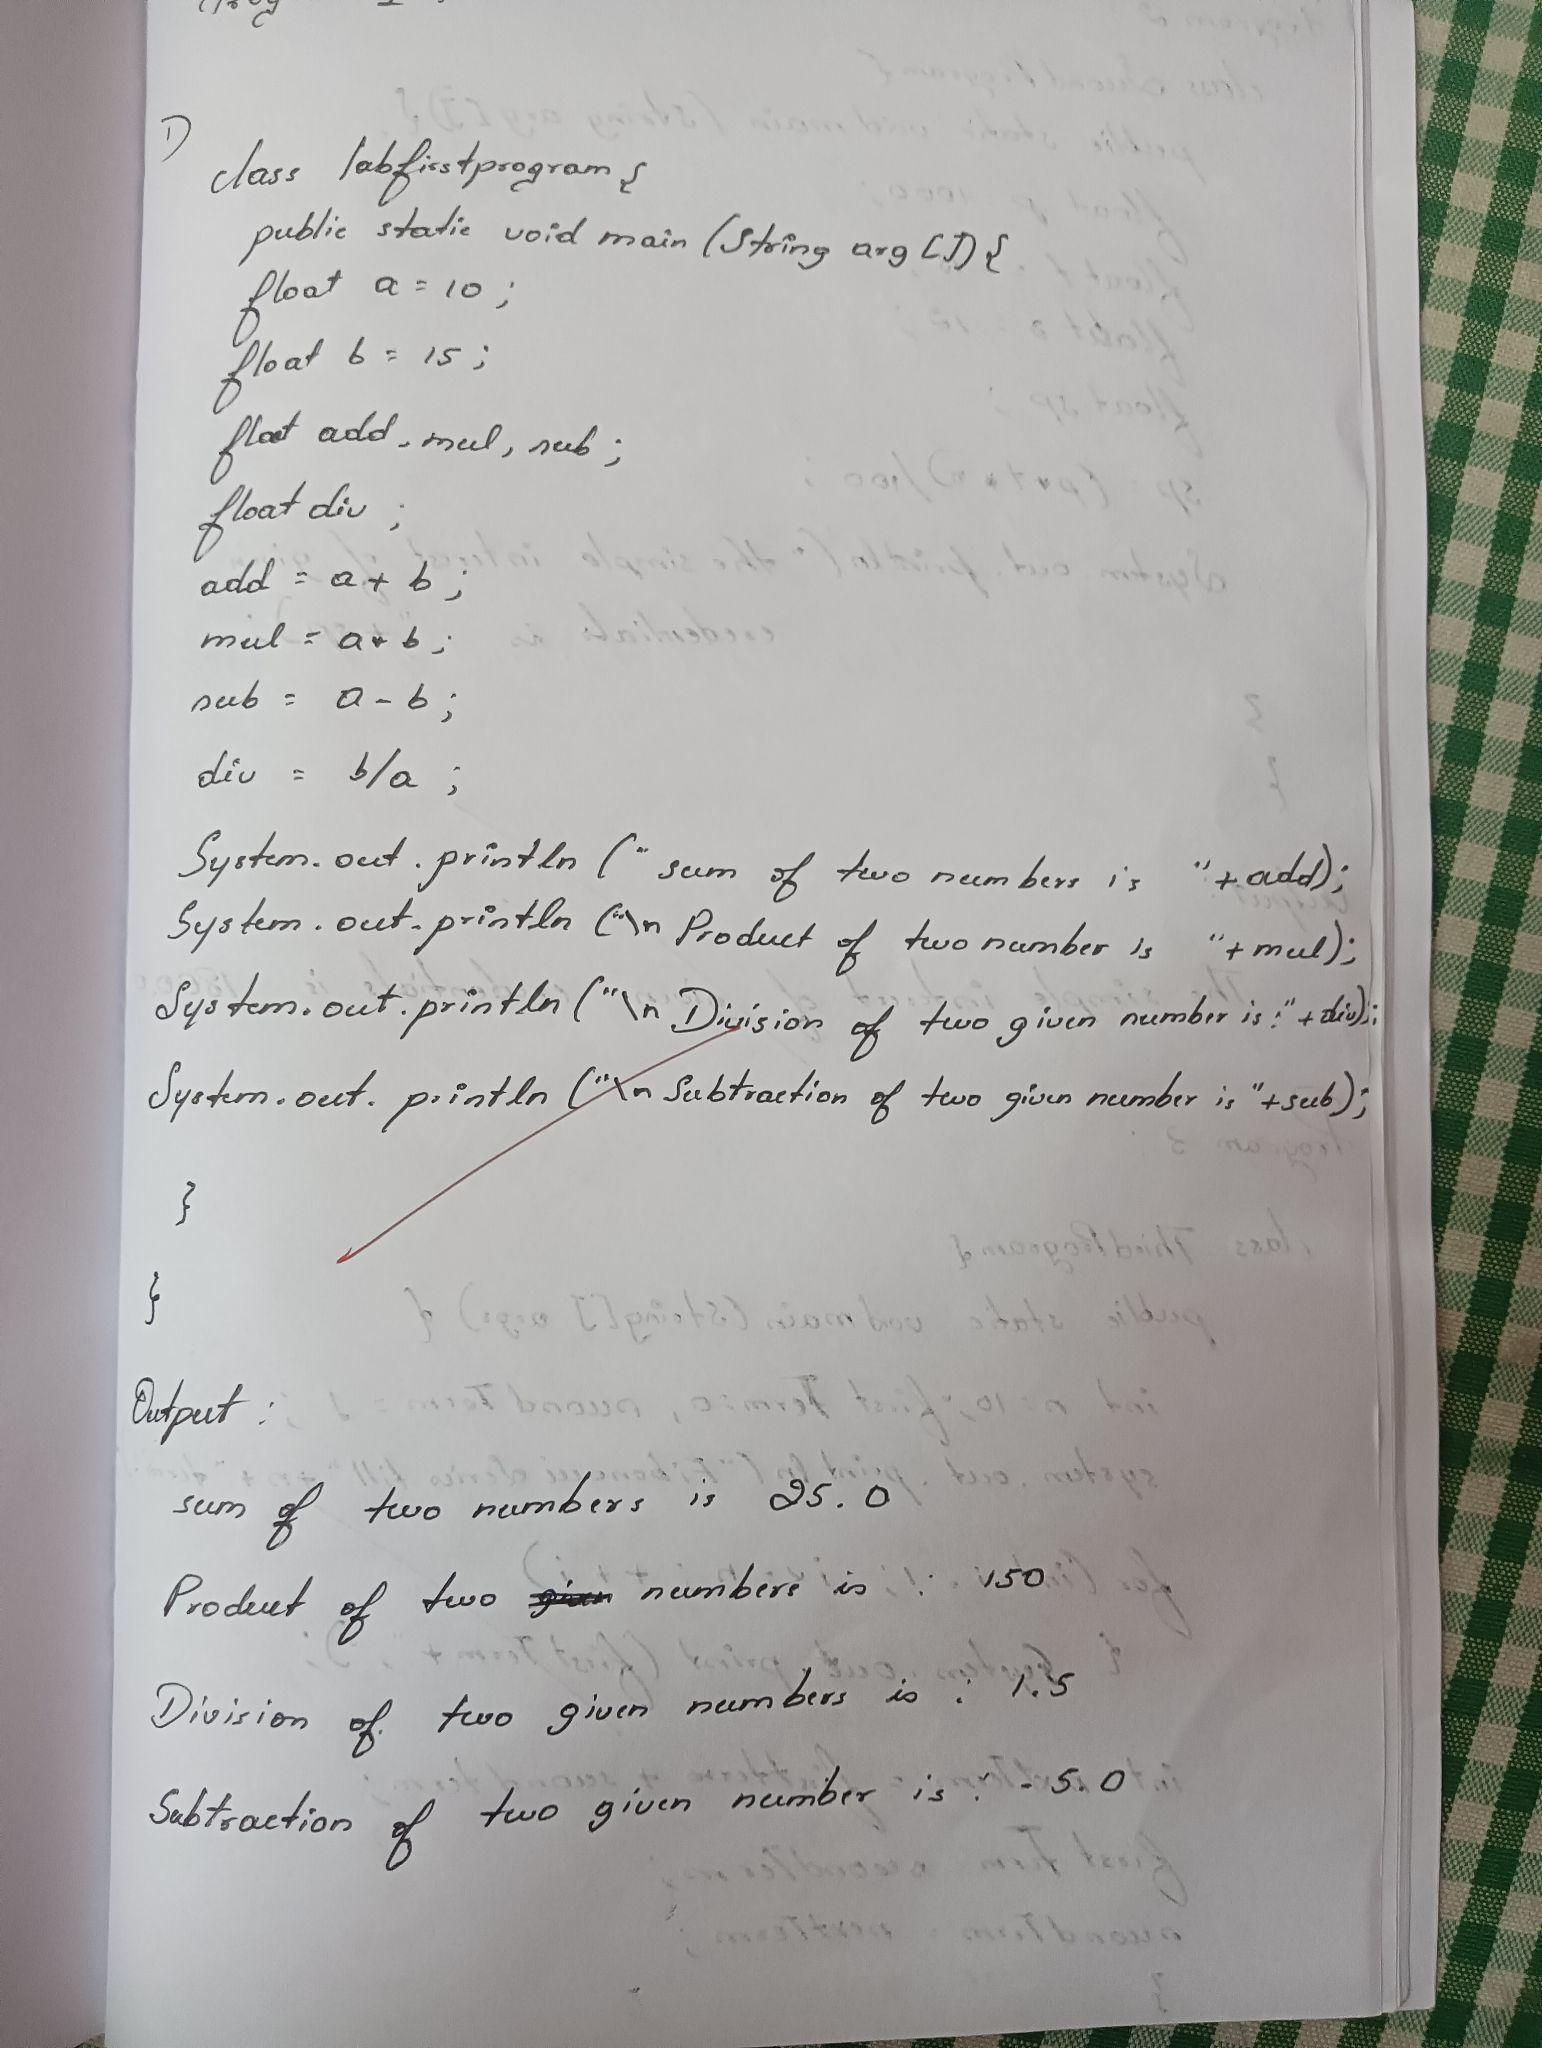 Program 1 :
1)
class labfirstprogram {
public static void main (String arg []) {
float a = 10 ;
float b = 15 ;
float add, mul, sub ;
float div ;
add = a + b ;
mul = a * b ;
sub = a - b ;
div = b/a ;
System.out.println (" sum of two numbers is "+add);
System.out.println ("\n Product of two number is "+mul);
System.out.println ("\n Division of two given number is:"+div);
System.out.println ("\n Subtraction of two given number is "+sub);
}
}
Output :
sum of two numbers is 25.0
Product of two numbers is : 150
Division of two given numbers is : 1.5
Subtraction of two given number is : - 5.0